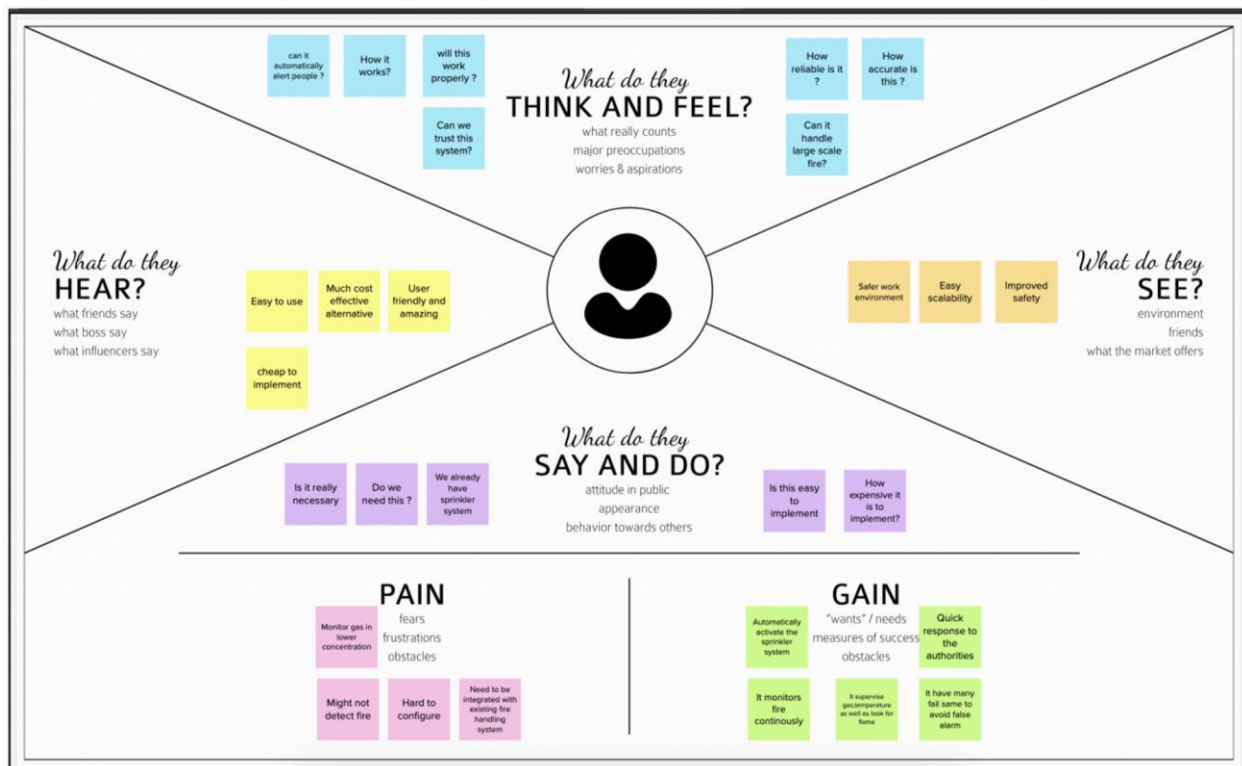 can it
automatically
alert people ?
How it
works?
will this
work
properly ?
Can we
trust this
system?
What do they
THINK AND FEEL?
what really counts
major preoccupations
worries & aspirations
How
reliable is it
?
How
accurate is
this ?
Can it
handle
large scale
fire?
What do they
HEAR?
what friends say
what boss say
what influencers say
Easy to use
Much cost
effective
alternative
User
friendly and
amazing
cheap to
implement
Safer work
environment
Easy
scalability
Improved
safety
What do they
SEE?
environment
friends
what the market offers
What do they
SAY AND DO?
attitude in public
appearance
behavior towards others
Is it really
necessary
Do we
need this ?
We already
have
sprinkler
system
Is this easy
to
implement
How
expensive it
is to
implement?
PAIN
fears
frustrations
obstacles
Monitor gas in
lower
concentration
Might not
detect fire
Hard to
configure
Need to be
integrated with
existing fire
handling
system
GAIN
"wants" / needs
measures of success
obstacles
Automatically
activate the
sprinkler
system
Quick
response to
the
authorities
It monitors
fire
continously
It supervise
gas,temperature
as well as look for
flame
It have many
fail same to
avoid false
alarm